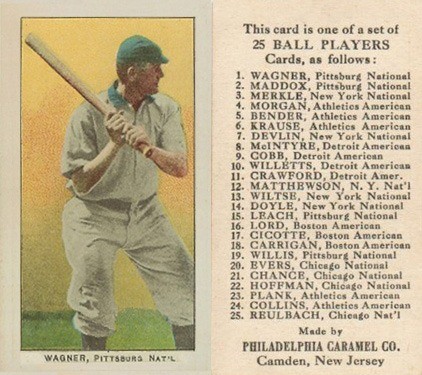 WAGNER, PITTSBURG NAT'L
This card is one of a set of
25 BALL PLAYERS
Cards, as follows:
1. WAGNER, Pittsburg National
2. MADDOX, Pittsburg National
3. MERKLE, New York National
4. MORGAN, Athletics American
5. BENDER, Athletics American
6. KRAUSE, Athletics American
7. DEVLIN, New York National
8. McINTYRE, Detroit American
9. COBB, Detroit American
10. WILLETTS, Detroit American
11. CRAWFORD, Detroit Amer.
12. MATTHEWSON, N. Y. Nat'l
13. WILTSE, New York National
14. DOYLE, New York National
15. LEACH, Pittsburg National
16. LORD, Boston American
17. CICOTTE, Boston American
18. CARRIGAN, Boston American
19. WILLIS, Pittsburg National
20. EVERS, Chicago National
21. CHANCE, Chicago National
22. HOFFMAN, Chicago National
23. PLANK, Athletics American
24. COLLINS, Athletics American
25. REULBACH, Chicago Nat'l
Made by
PHILADELPHIA CARAMEL CO.
Camden, New Jersey